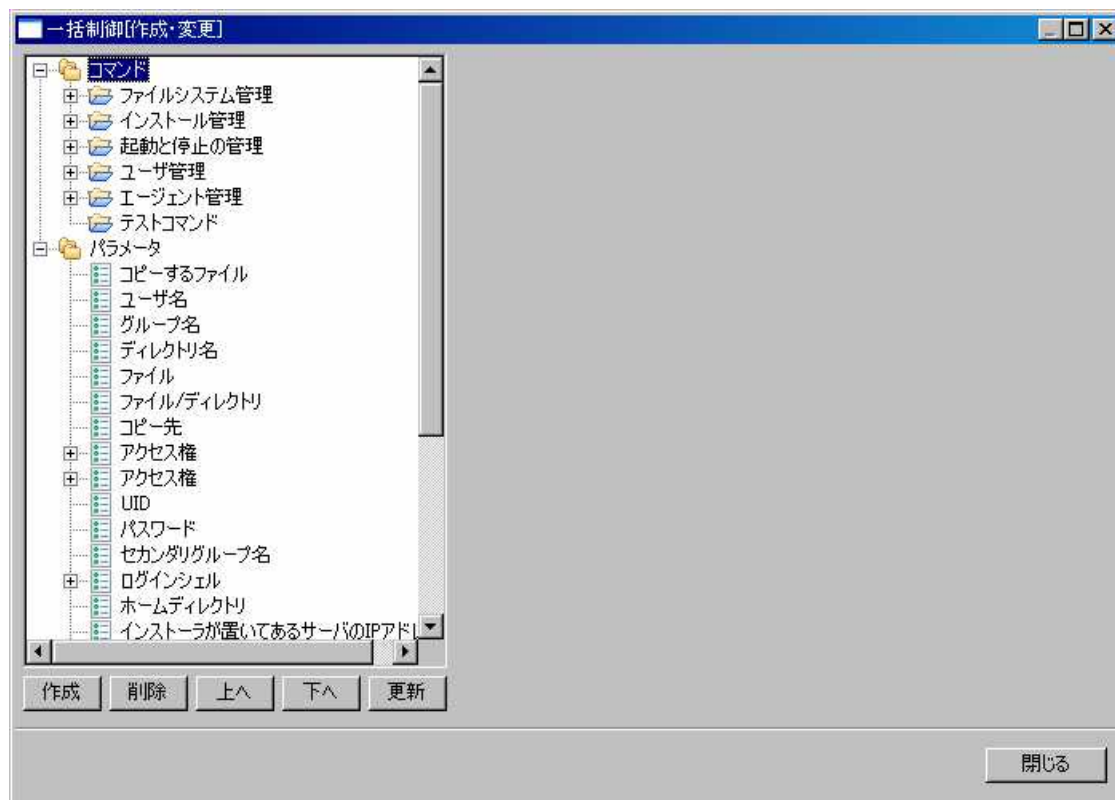 一括制御[作成・変更]
コマンド
ファイルシステム管理
インストール管理
起動と停止の管理
ユーザ管理
エージェント管理
テストコマンド
パラメータ
コピーするファイル
ユーザ名
グループ名
ディレクトリ名
ファイル
ファイル/ディレクトリ
コピー先
アクセス権
アクセス権
UID
パスワード
セカンダリグループ名
ログインシェル
ホームディレクトリ
インストーラが置いてあるサーバのIPアドレ
作成 削除 上へ 下へ 更新
閉じる